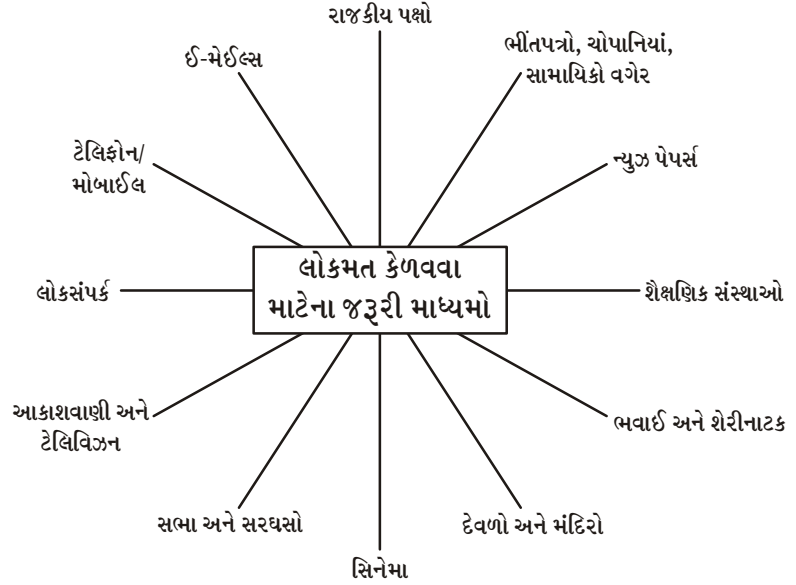 રાજકીય પક્ષો
ઈ-મેઈલ્સ
ભીંતપત્રો, ચોપાનિયાં,
સામાયિકો વગેર
ટેલિફોન/
મોબાઈલ
ન્યુઝ પેપર્સ
લોકમત કેળવવા
માટેના જરૂરી માધ્યમો
લોકસંપર્ક
શૈક્ષણિક સંસ્થાઓ
આકાશવાણી અને
ટેલિવિઝન
ભવાઈ અને શેરીનાટક
સભા અને સરઘસો
દેવળો અને મંદિરો
સિનેમા